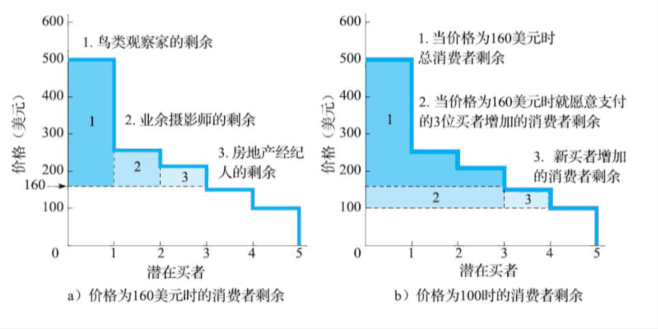 价格（美元）
600
500
400
300
200
160
100
0
1. 鸟类观察家的剩余
2. 业余摄影师的剩余
3. 房地产经纪
人的剩余
1
2
3
1
2
3
4
5
潜在买者
a）价格为160美元时的消费者剩余
价格（美元）
600
500
400
300
200
100
0
1. 当价格为160美元时
总消费者剩余
2. 当价格为160美元时就愿意支付
的3位买者增加的消费者剩余
3. 新买者增加
的消费者剩余
1
2
3
1
2
3
4
5
潜在买者
b）价格为100时的消费者剩余